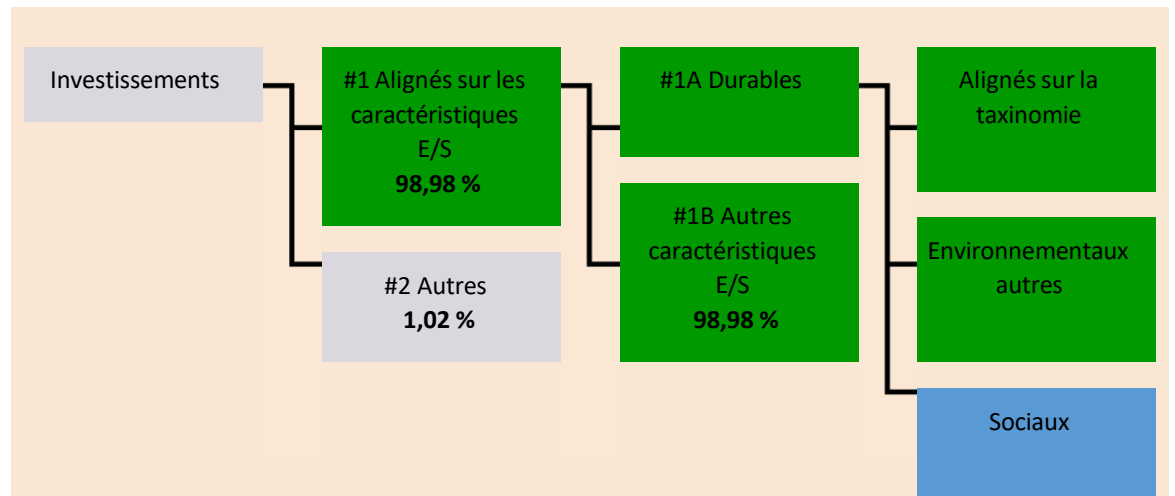 Investissements
#1 Alignés sur les
caractéristiques
E/S
98,98 %
#2 Autres
1,02 %
#1A Durables
#1B Autres
caractéristiques
E/S
98,98 %
Alignés sur la
taxinomie
Environnementaux
autres
Sociaux